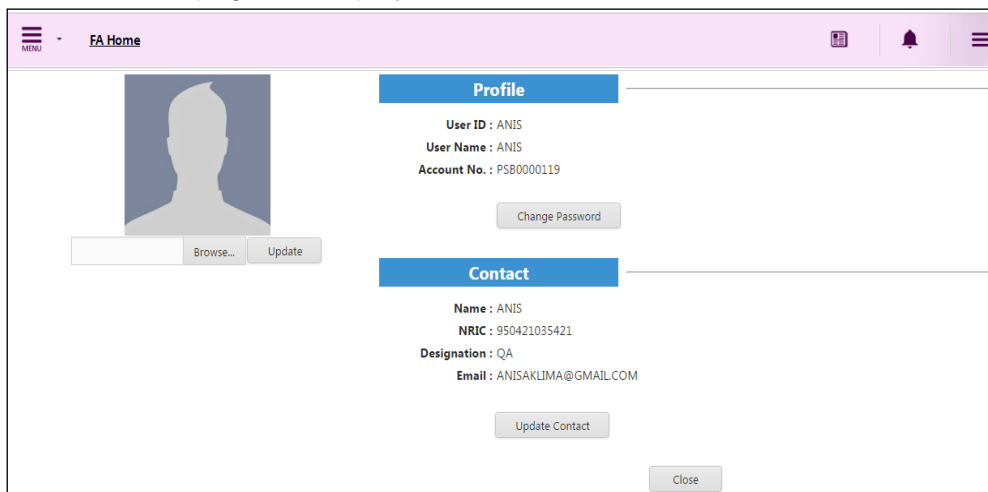 MENU
FA Home
Profile
User ID : ANIS
User Name : ANIS
Account No. : PSB0000119
Change Password
Browse... Update
Contact
Name : ANIS
NRIC : 950421035421
Designation : QA
Email : ANISAKLIMA@GMAIL.COM
Update Contact
Close